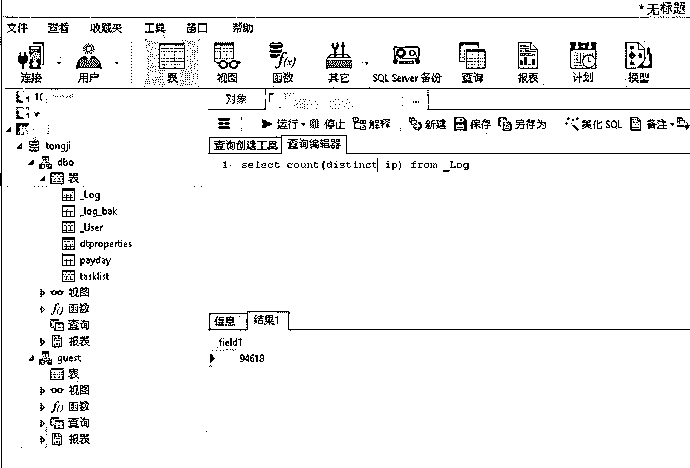 * 无标题
文件 查看 收藏夹 工具 窗口 帮助
连接 用户 表 视图 函数 其它 SQL Server 备份 查询 报表 计划 模型
对象
运行 停止 解释 新建 保存 另存为 美化 SQL 备注
查询创建工具 查询编辑器
1 select count(distinct ip) from _Log
tongji
dbo
表
_Log
_log_bak
_User
dtproperties
payday
tasklist
视图
f() 函数
查询
报表
guest
表
视图
f() 函数
查询
报表
信息 结果1
_field1
94618